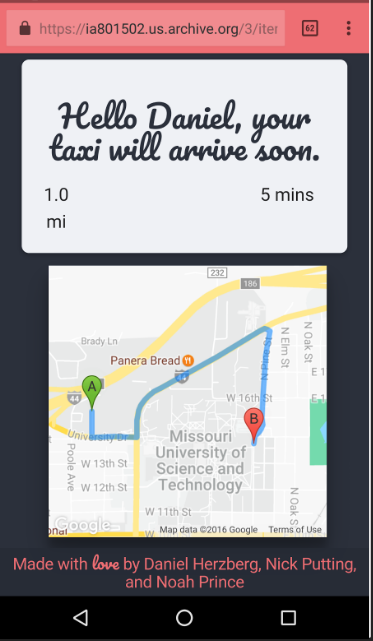 https://ia801502.us.archive.org/3/iter
62
Hello Daniel, your
taxi will arrive soon.
1.0
mi
5 mins
232
186
Brady Ln
Panera Bread
N Pine St
N Elm St
N Oak St
44
44
E 1
A
W 16th St
B
University Dr
Missouri
University of
Science and
Technology
Poole Ave
W 13th St
W 12th St
N Oak S
W 11th St
onar
Google
Map data ©2016 Google
Terms of Use
Made with love by Daniel Herzberg, Nick Putting,
and Noah Prince